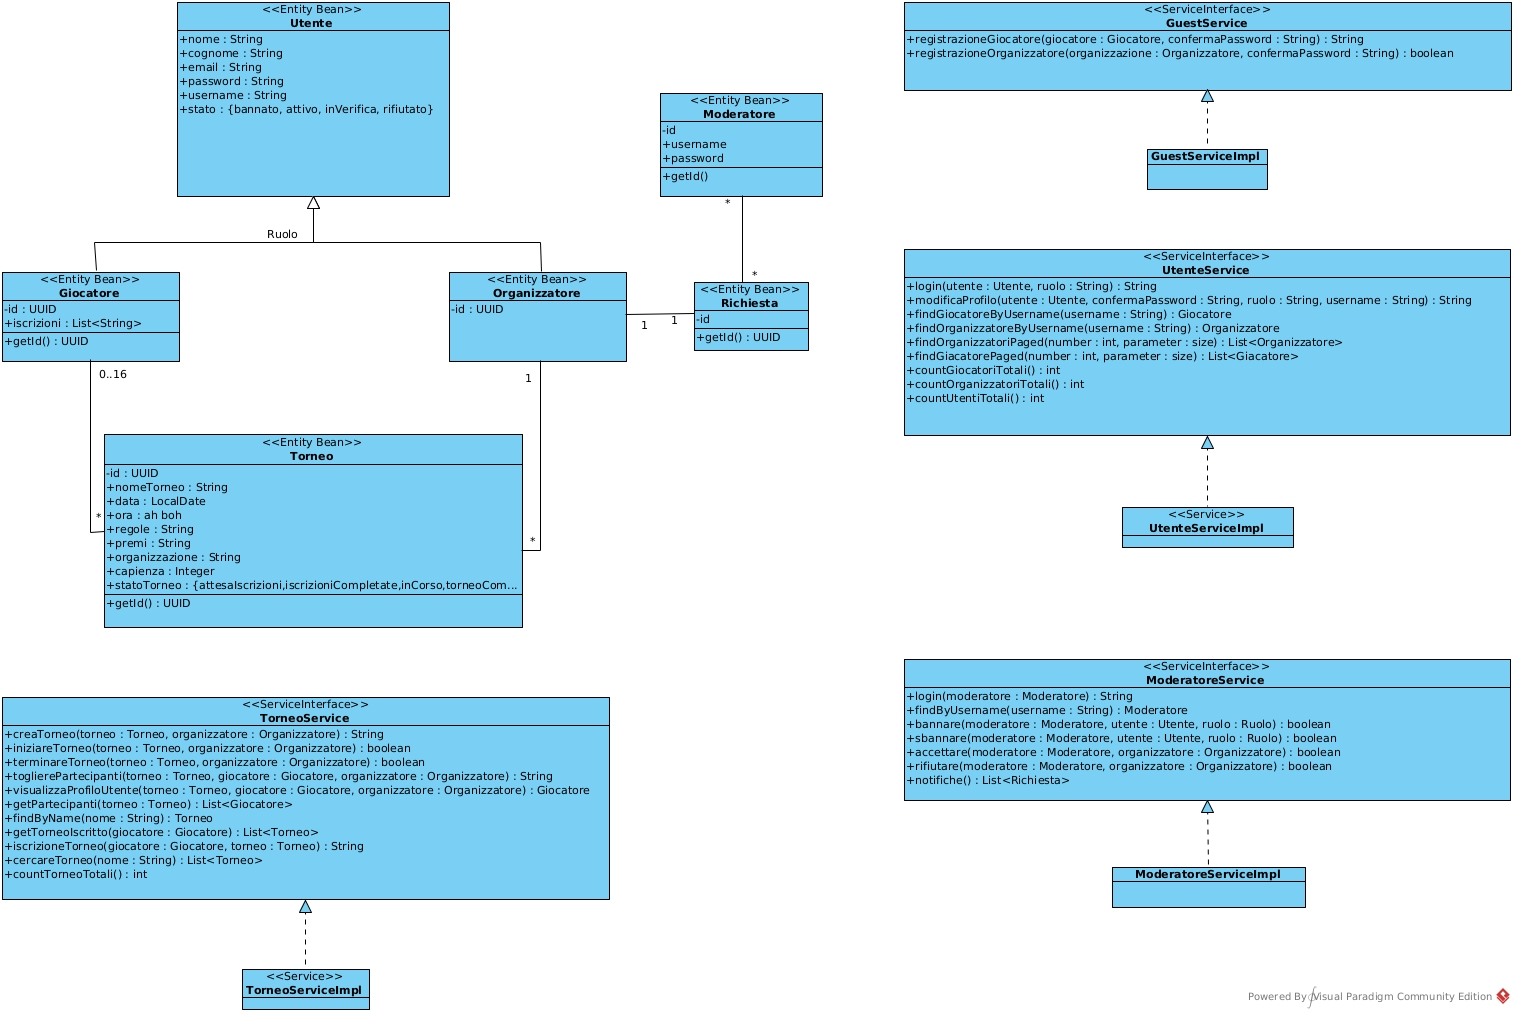 <<Entity Bean>>
Utente
+nome : String
+cognome : String
+email : String
+password : String
+username : String
+stato : {bannato, attivo, inVerifica, rifiutato}
<<Entity Bean>>
Moderatore
-id
+username
+password
+getId()
*
*
Ruolo
<<Entity Bean>>
Giocatore
-id : UUID
+iscrizioni : List<String>
+getId() : UUID
<<Entity Bean>>
Organizzatore
-id : UUID
1
1
<<Entity Bean>>
Richiesta
-id
+getId() : UUID
0..16
*
1
*
<<Entity Bean>>
Torneo
-id : UUID
+nomeTorneo : String
+data : LocalDate
+ora : ah boh
+regole : String
+premi : String
+organizzazione : String
+capienza : Integer
+statoTorneo : {attesaIscrizioni,iscrizioniCompletate,inCorso,torneoCom...
+getId() : UUID
<<ServiceInterface>>
TorneoService
+creaTorneo(torneo : Torneo, organizzatore : Organizzatore) : String
+iniziareTorneo(torneo : Torneo, organizzatore : Organizzatore) : boolean
+terminareTorneo(torneo : Torneo, organizzatore : Organizzatore) : boolean
+toglierePartecipanti(torneo : Torneo, giocatore : Giocatore, organizzatore : Organizzatore) : String
+visualizzaProfiloUtente(torneo : Torneo, giocatore : Giocatore, organizzatore : Organizzatore) : Giocatore
+getPartecipanti(torneo : Torneo) : List<Giocatore>
+findByName(nome : String) : Torneo
+getTorneoIscritto(giocatore : Giocatore) : List<Torneo>
+iscrizioneTorneo(giocatore : Giocatore, torneo : Torneo) : String
+cercareTorneo(nome : String) : List<Torneo>
+countTorneoTotali() : int
<<Service>>
TorneoServiceImpl
<<ServiceInterface>>
GuestService
+registrazioneGiocatore(giocatore : Giocatore, confermaPassword : String) : String
+registrazioneOrganizzatore(organizzazione : Organizzatore, confermaPassword : String) : boolean
GuestServiceImpl
<<ServiceInterface>>
UtenteService
+login(utente : Utente, ruolo : String) : String
+modificaProfilo(utente : Utente, confermaPassword : String, ruolo : String, username : String) : String
+findGiocatoreByUsername(username : String) : Giocatore
+findOrganizzatoreByUsername(username : String) : Organizzatore
+findOrganizzatoriPaged(number : int, parameter : size) : List<Organizzatore>
+findGiacatorePaged(number : int, parameter : size) : List<Giacatore>
+countGiocatoriTotali() : int
+countOrganizzatoriTotali() : int
+countUtentiTotali() : int
<<Service>>
UtenteServiceImpl
<<ServiceInterface>>
ModeratoreService
+login(moderatore : Moderatore) : String
+findByUsername(username : String) : Moderatore
+bannare(moderatore : Moderatore, utente : Utente, ruolo : Ruolo) : boolean
+sbannare(moderatore : Moderatore, utente : Utente, ruolo : Ruolo) : boolean
+accettare(moderatore : Moderatore, organizzatore : Organizzatore) : boolean
+rifiutare(moderatore : Moderatore, organizzatore : Organizzatore) : boolean
+notifiche() : List<Richiesta>
ModeratoreServiceImpl
Powered By Visual Paradigm Community Edition